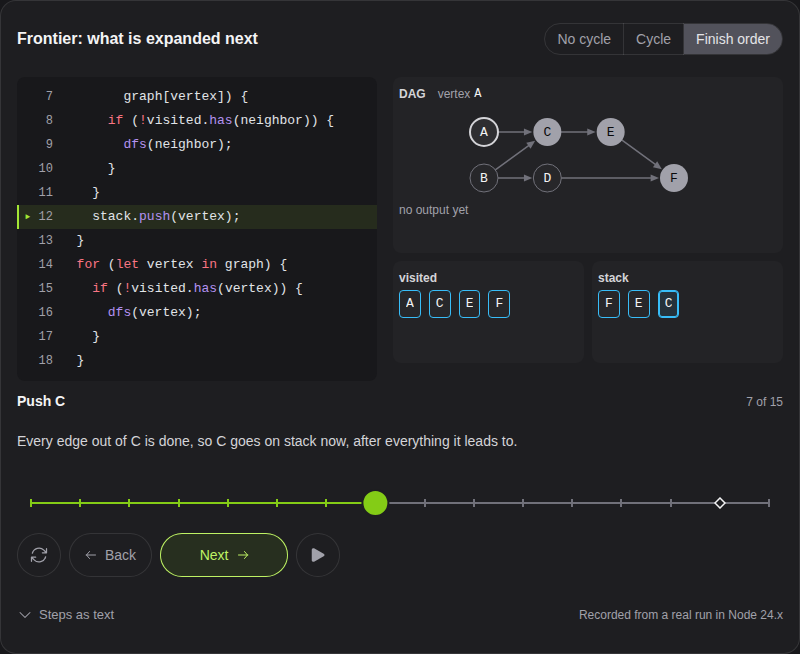 Frontier: what is expanded next
No cycle Cycle Finish order
7 graph[vertex]) {
8 if (!visited.has(neighbor)) {
9 dfs(neighbor);
10 }
11 }
12 stack.push(vertex);
13 }
14 for (let vertex in graph) {
15 if (!visited.has(vertex)) {
16 dfs(vertex);
17 }
18 }
DAG vertex A
A C E
B D F
no output yet
visited
A C E F
stack
F E C
Push C
7 of 15
Every edge out of C is done, so C goes on stack now, after everything it leads to.
Back
Next
Steps as text
Recorded from a real run in Node 24.x